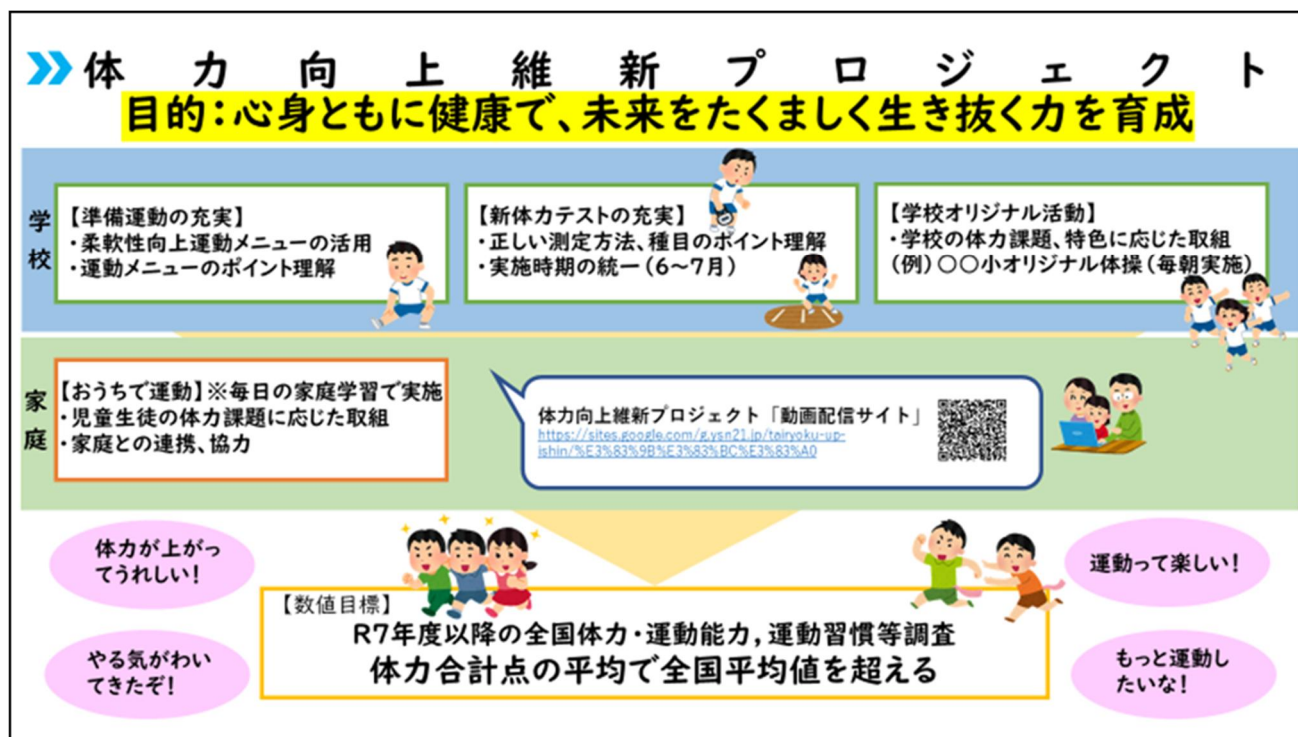 体力向上維新プロジェクト
目的：心身ともに健康で、未来をたくましく生き抜く力を育成
学校
【準備運動の充実】
・柔軟性向上運動メニューの活用
・運動メニューのポイント理解
【新体力テストの充実】
・正しい測定方法、種目のポイント理解
・実施時期の統一（6～7月）
【学校オリジナル活動】
・学校の体力課題、特色に応じた取組
（例）○○小オリジナル体操（毎朝実施）
家庭
【おうちで運動】※毎日の家庭学習で実施
・児童生徒の体力課題に応じた取組
・家庭との連携、協力
体力向上維新プロジェクト「動画配信サイト」
https://sites.google.com/g.ysn21.jp/tairyoku-up-
ishin/%E3%83%9B%E3%83%BC%E3%83%A0
体力が上がっ
てうれしい！
やる気がわい
てきたぞ！
【数値目標】
R7年度以降の全国体力・運動能力，運動習慣等調査
体力合計点の平均で全国平均値を超える
運動って楽しい！
もっと運動し
たいな！